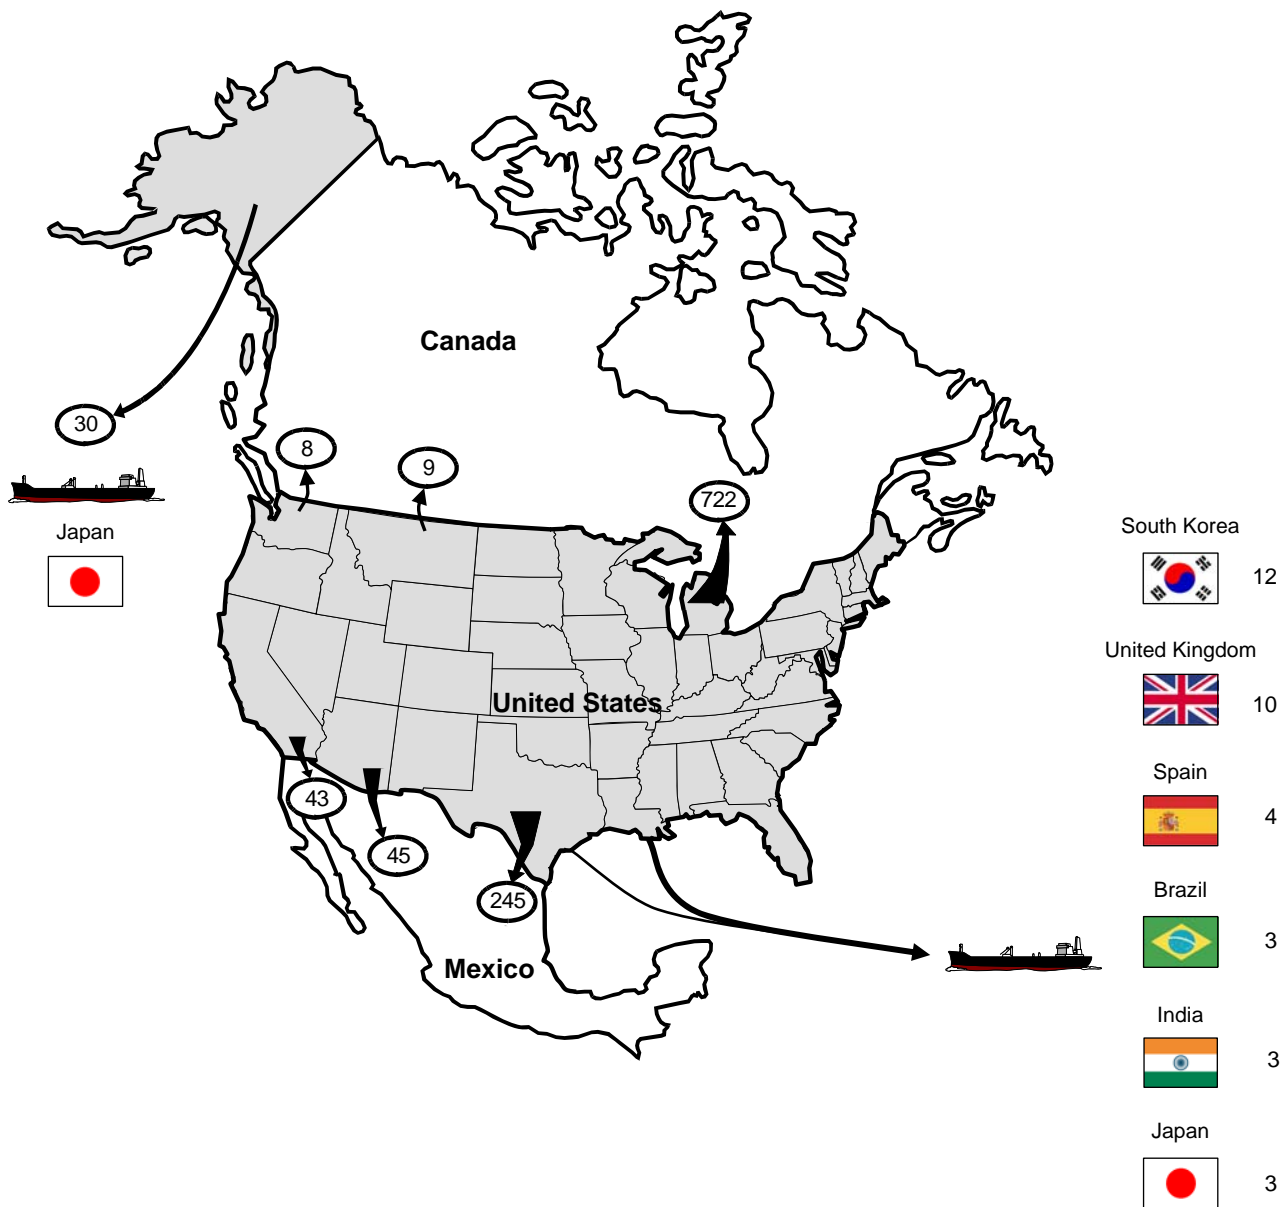 Canada
30
8
9
722
Japan
South Korea
12
United Kingdom
10
United States
Spain
43
4
45
245
Brazil
3
Mexico
India
3
Japan
3